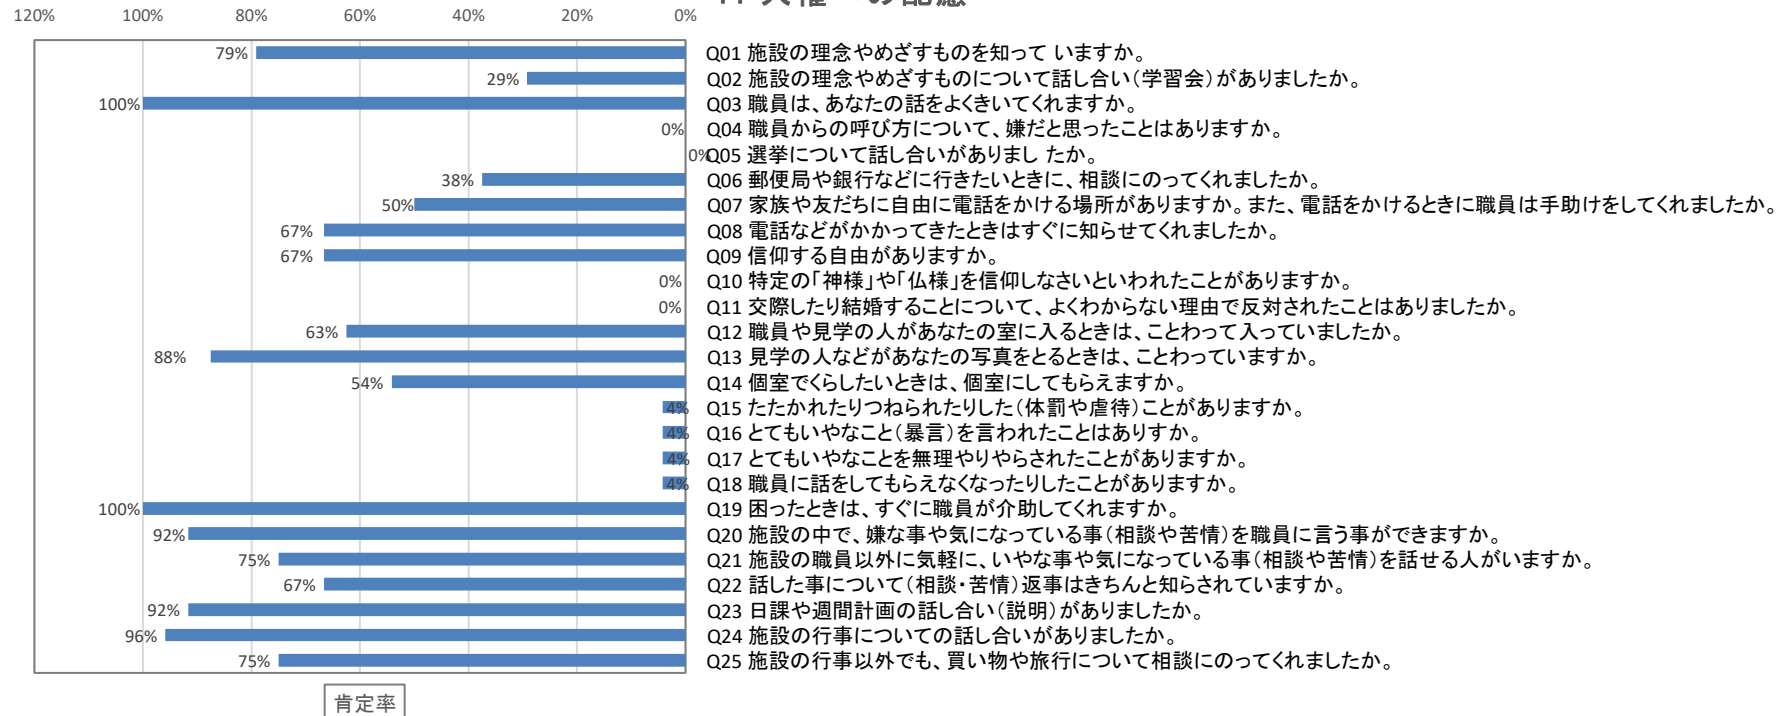 120% 100% 80% 60% 40% 20% 0%
79% Q01 施設の理念やめざすものを知って いますか。
29% Q02 施設の理念やめざすものについて話し合い(学習会)がありましたか。
100% Q03 職員は、あなたの話をよくきいてくれますか。
0% Q04 職員からの呼び方について、嫌だと思ったことはありますか。
0% Q05 選挙について話し合いがありまし たか。
38% Q06 郵便局や銀行などに行きたいときに、相談にのってくれましたか。
50% Q07 家族や友だちに自由に電話をかける場所がありますか。また、電話をかけるときに職員は手助けをしてくれましたか。
67% Q08 電話などがかかってきたときはすぐに知らせてくれましたか。
67% Q09 信仰する自由がありますか。
0% Q10 特定の「神様」や「仏様」を信仰しなさいといわれたことがありますか。
0% Q11 交際したり結婚することについて、よくわからない理由で反対されたことはありましたか。
63% Q12 職員や見学の人があなたの室に入るときは、ことわって入っていましたか。
88% Q13 見学の人などがあなたの写真をとるときは、ことわっていますか。
54% Q14 個室でくらしたいときは、個室にしてもらえますか。
4% Q15 たたかれたりつねられたりした(体罰や虐待)ことがありますか。
4% Q16 とてもいやなこと(暴言)を言われたことはありすか。
4% Q17 とてもいやなことを無理やりやらされたことがありますか。
4% Q18 職員に話をしてもらえなくなったりしたことがありますか。
100% Q19 困ったときは、すぐに職員が介助してくれますか。
92% Q20 施設の中で、嫌な事や気になっている事(相談や苦情)を職員に言う事ができますか。
75% Q21 施設の職員以外に気軽に、いやな事や気になっている事(相談や苦情)を話せる人がいますか。
67% Q22 話した事について(相談・苦情)返事はきちんと知らされていますか。
92% Q23 日課や週間計画の話し合い(説明)がありましたか。
96% Q24 施設の行事についての話し合いがありましたか。
75% Q25 施設の行事以外でも、買い物や旅行について相談にのってくれましたか。
肯定率